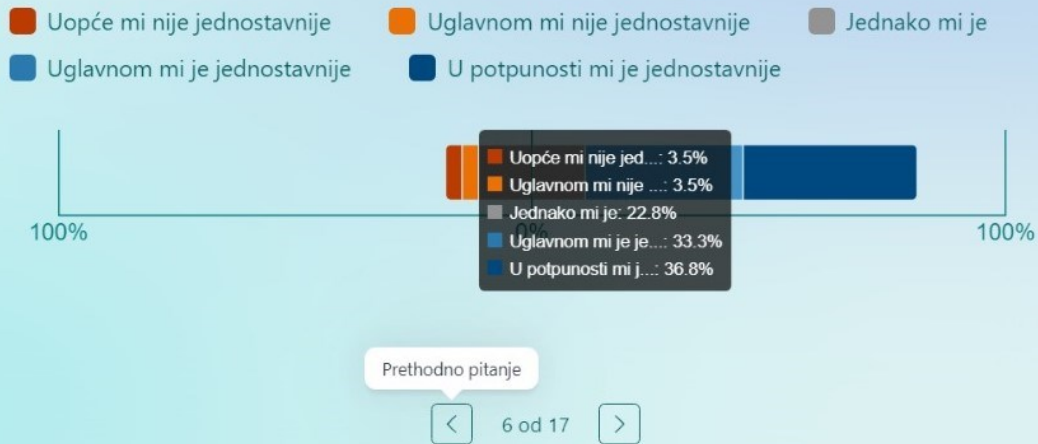 Uopće mi nije jednostavnije
Uglavnom mi nije jednostavnije
Jednako mi je
Uglavnom mi je jednostavnije
U potpunosti mi je jednostavnije
Uopće mi nije jed...: 3.5%
Uglavnom mi nije ...: 3.5%
Jednako mi je: 22.8%
Uglavnom mi je je...: 33.3%
U potpunosti mi j...: 36.8%
100%
0%
100%
Prethodno pitanje
6 od 17